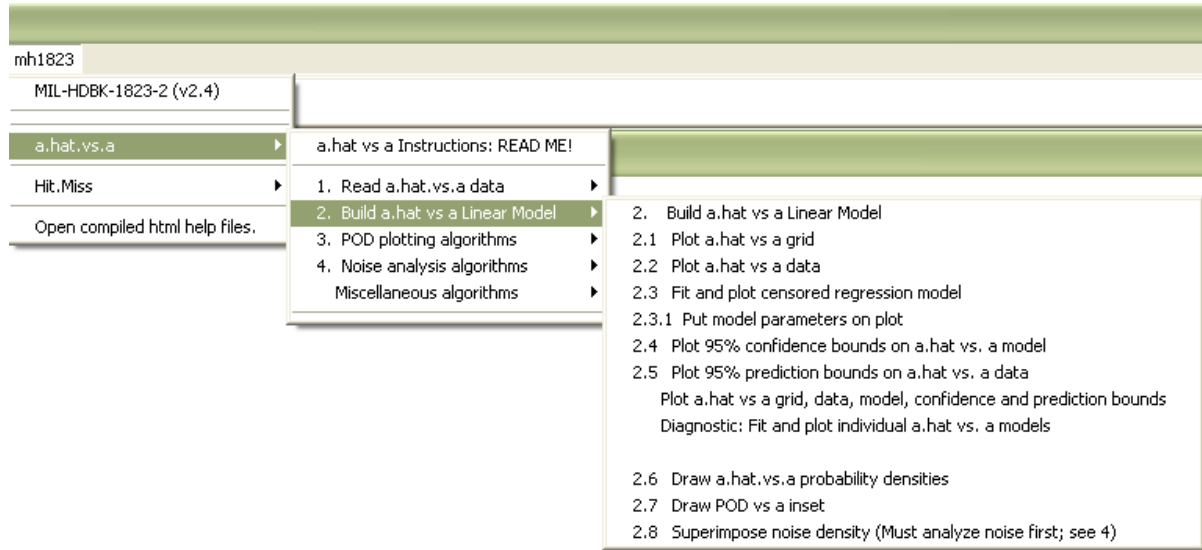 mh1823
MIL-HDBK-1823-2 (v2.4)
a.hat.vs.a
Hit.Miss
Open compiled html help files.
a.hat vs a Instructions: READ ME!
1. Read a.hat.vs.a data
2. Build a.hat vs a Linear Model
3. POD plotting algorithms
4. Noise analysis algorithms
Miscellaneous algorithms
2. Build a.hat vs a Linear Model
2.1 Plot a.hat vs a grid
2.2 Plot a.hat vs a data
2.3 Fit and plot censored regression model
2.3.1 Put model parameters on plot
2.4 Plot 95% confidence bounds on a.hat vs. a model
2.5 Plot 95% prediction bounds on a.hat vs. a data
Plot a.hat vs a grid, data, model, confidence and prediction bounds
Diagnostic: Fit and plot individual a.hat vs. a models
2.6 Draw a.hat.vs.a probability densities
2.7 Draw POD vs a inset
2.8 Superimpose noise density (Must analyze noise first; see 4)